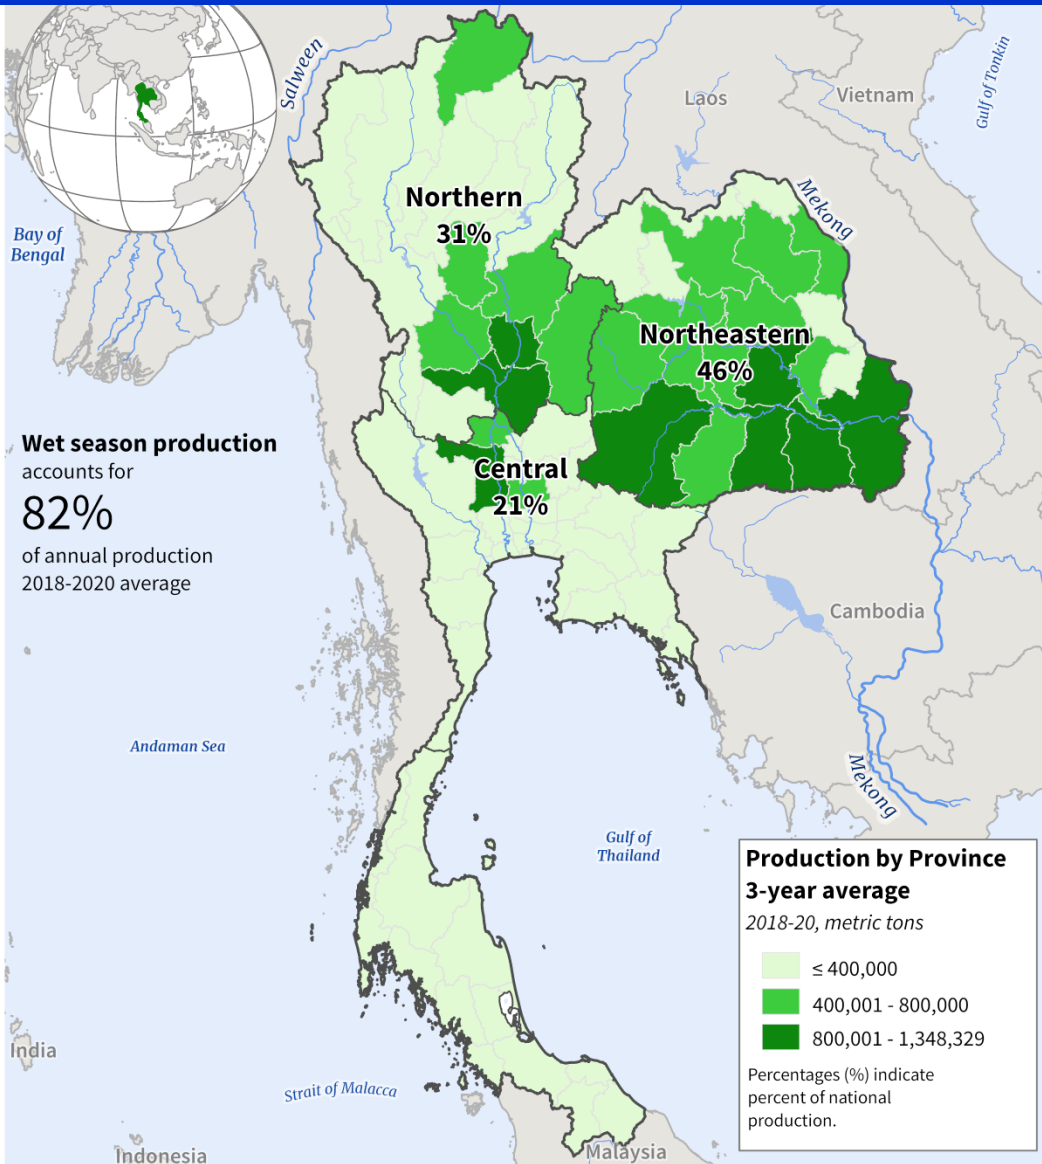 Salween
Laos
Vietnam
Gulf of Tonkin
Bay of
Bengal
Northern
31%
Mekong
Northeastern
46%
Wet season production
accounts for
82%
of annual production
2018-2020 average
Central
21%
Cambodia
Andaman Sea
Mekong
Gulf of
Thailand
Production by Province
3-year average
2018-20, metric tons
≤ 400,000
400,001 - 800,000
800,001 - 1,348,329
Percentages (%) indicate
percent of national
production.
India
Strait of Malacca
Indonesia
Malaysia